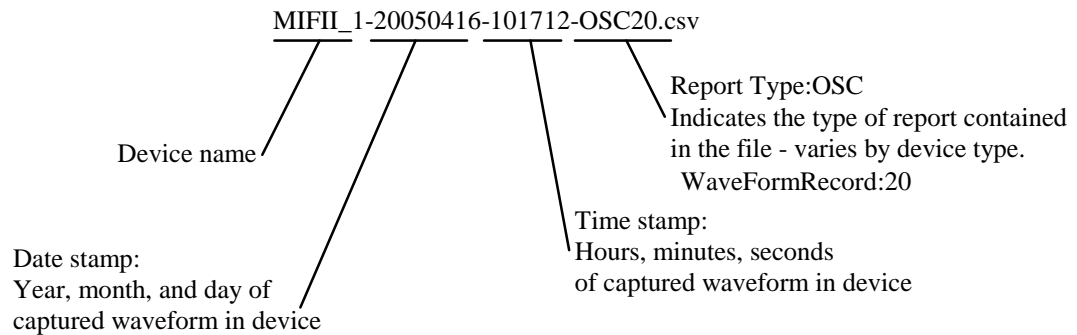 MIFII_1-20050416-101712-OSC20.csv
Report Type:OSC
Indicates the type of report contained
in the file - varies by device type.
WaveFormRecord:20
Device name
Time stamp:
Hours, minutes, seconds
of captured waveform in device
Date stamp:
Year, month, and day of
captured waveform in device